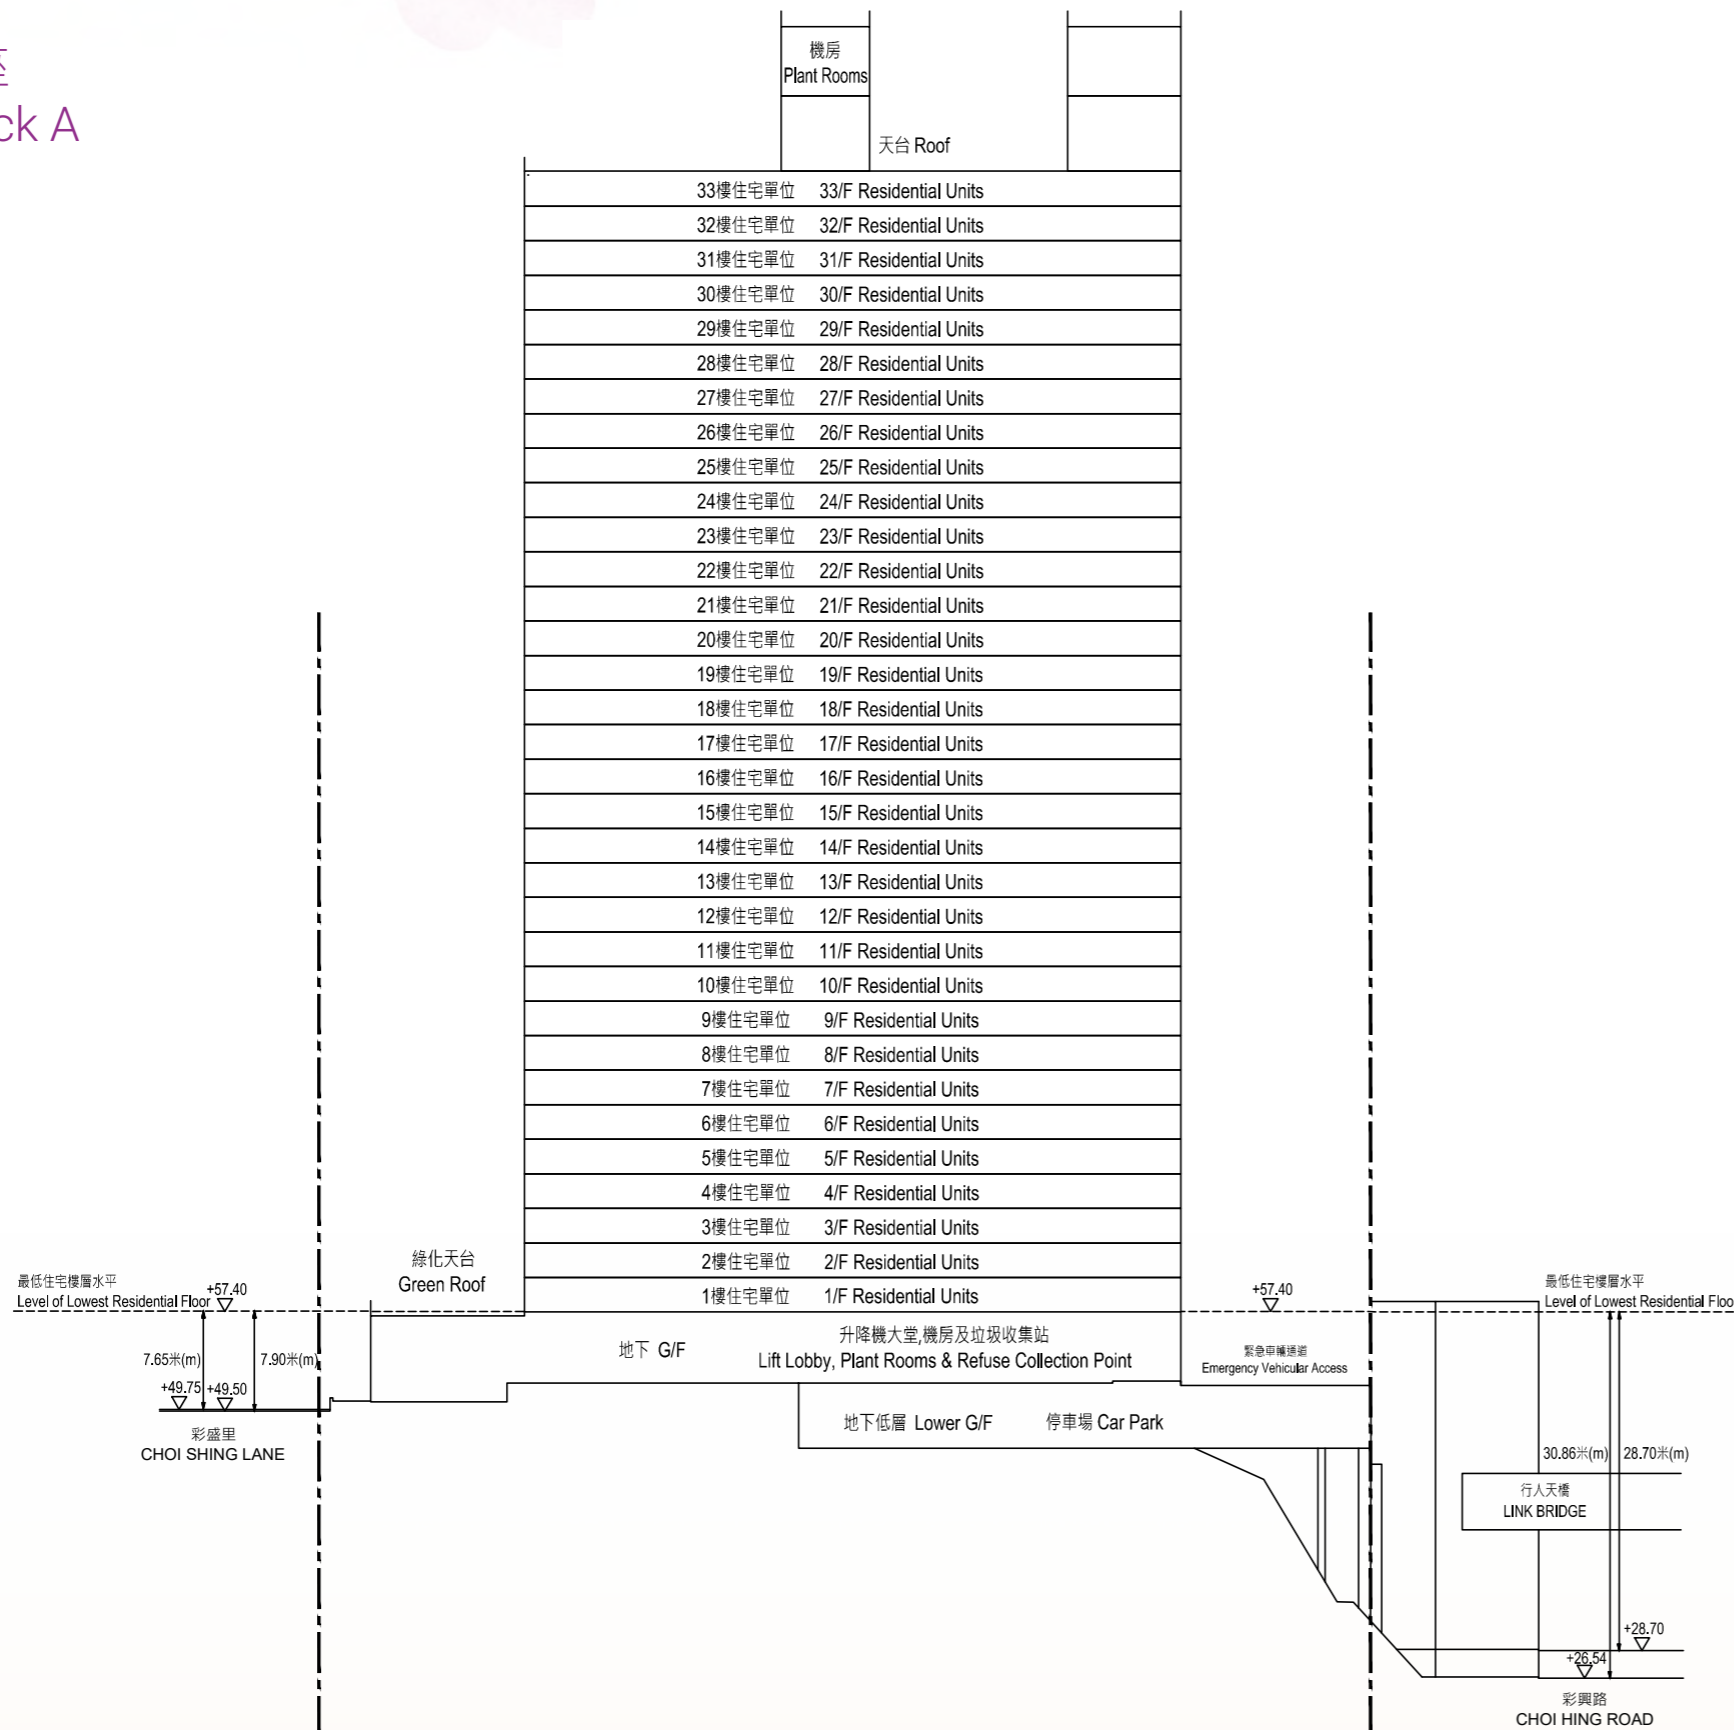 座
ck A
機房
Plant Rooms
天台 Roof
33樓住宅單位 33/F Residential Units
32樓住宅單位 32/F Residential Units
31樓住宅單位 31/F Residential Units
30樓住宅單位 30/F Residential Units
29樓住宅單位 29/F Residential Units
28樓住宅單位 28/F Residential Units
27樓住宅單位 27/F Residential Units
26樓住宅單位 26/F Residential Units
25樓住宅單位 25/F Residential Units
24樓住宅單位 24/F Residential Units
23樓住宅單位 23/F Residential Units
22樓住宅單位 22/F Residential Units
21樓住宅單位 21/F Residential Units
20樓住宅單位 20/F Residential Units
19樓住宅單位 19/F Residential Units
18樓住宅單位 18/F Residential Units
17樓住宅單位 17/F Residential Units
16樓住宅單位 16/F Residential Units
15樓住宅單位 15/F Residential Units
14樓住宅單位 14/F Residential Units
13樓住宅單位 13/F Residential Units
12樓住宅單位 12/F Residential Units
11樓住宅單位 11/F Residential Units
10樓住宅單位 10/F Residential Units
9樓住宅單位 9/F Residential Units
8樓住宅單位 8/F Residential Units
7樓住宅單位 7/F Residential Units
6樓住宅單位 6/F Residential Units
5樓住宅單位 5/F Residential Units
4樓住宅單位 4/F Residential Units
3樓住宅單位 3/F Residential Units
2樓住宅單位 2/F Residential Units
1樓住宅單位 1/F Residential Units
綠化天台
Green Roof
最低住宅樓層水平
Level of Lowest Residential Floor
+57.40
7.65米(m)
7.90米(m)
+49.75
+49.50
彩盛里
CHOI SHING LANE
地下 G/F
升降機大堂,機房及垃圾收集站
Lift Lobby, Plant Rooms & Refuse Collection Point
+57.40
緊急車輛通道
Emergency Vehicular Access
最低住宅樓層水平
Level of Lowest Residential Floo
地下低層 Lower G/F 停車場 Car Park
30.86米(m)
28.70米(m)
行人天橋
LINK BRIDGE
+28.70
+26.54
彩興路
CHOI HING ROAD